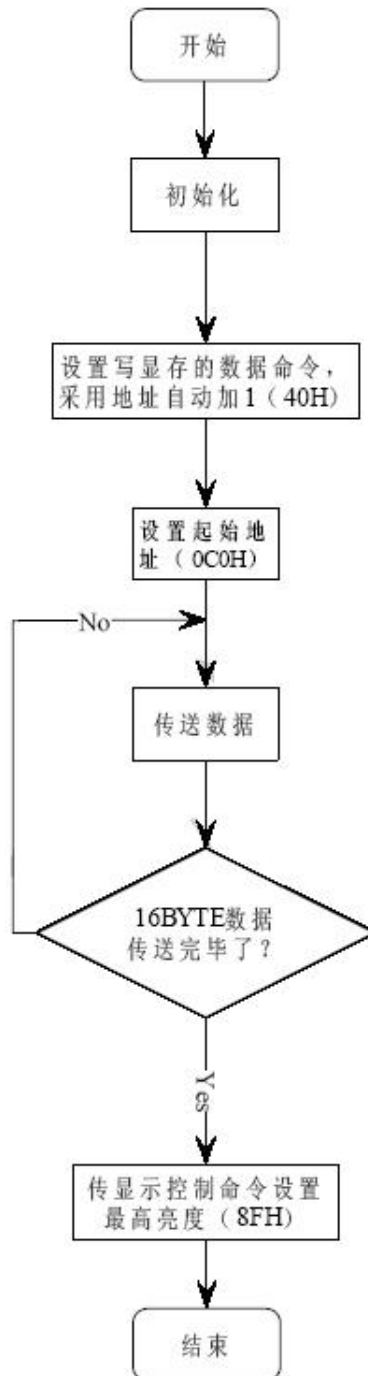 开始
初始化
设置写显存的数据命令，
采用地址自动加1（40H）
设置起始地
址（0C0H）
No
传送数据
16BYTE数据
传送完毕了？
Yes
传显示控制命令设置
最高亮度（8FH）
结束